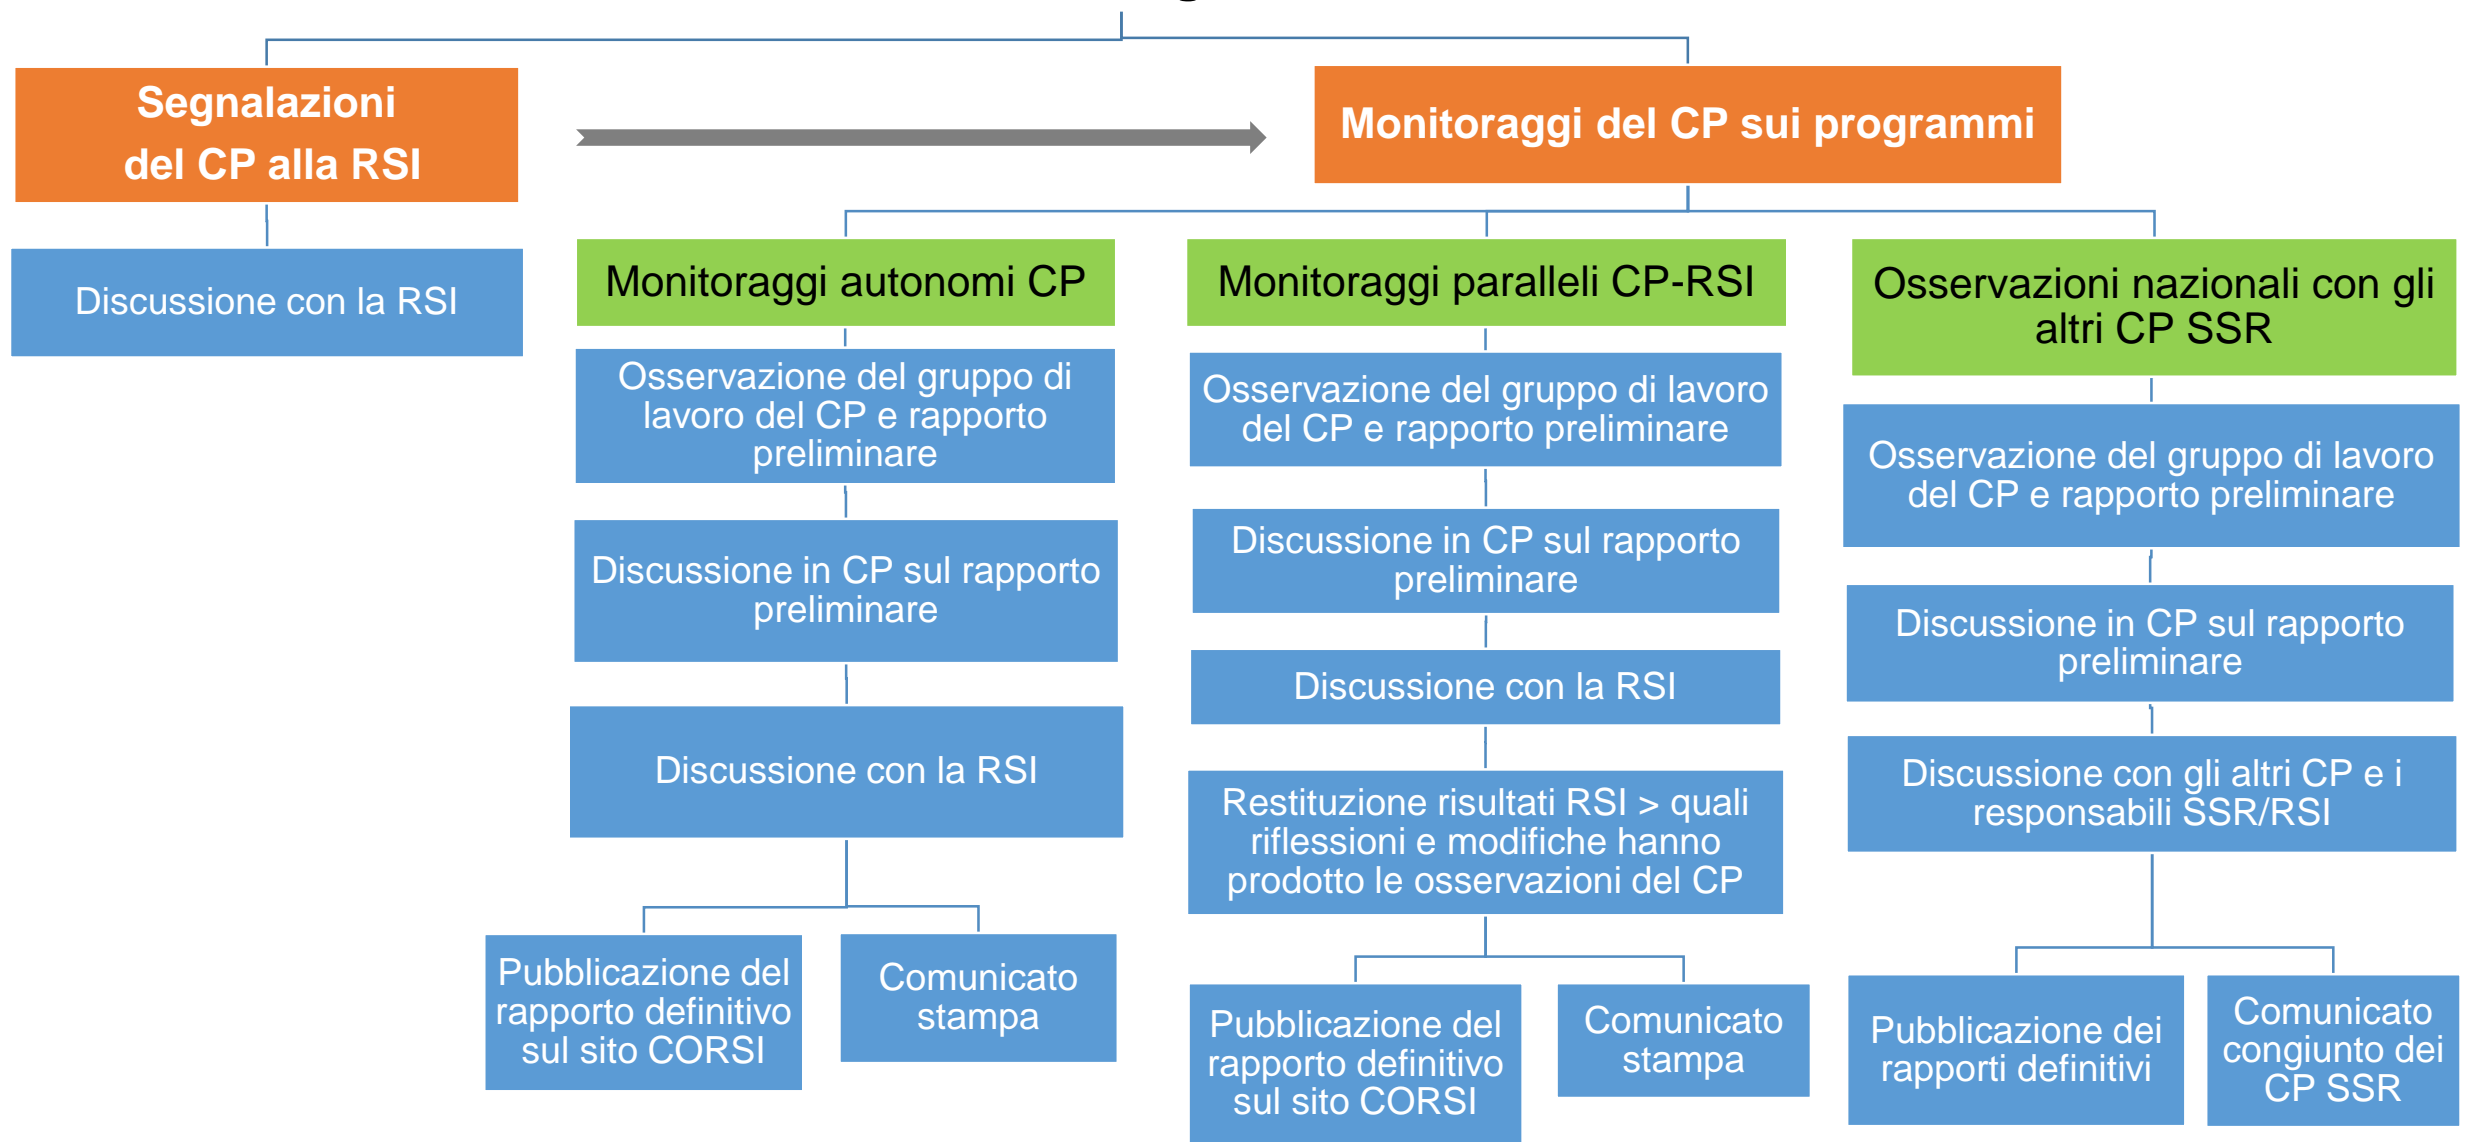 Segnalazioni
del CP alla RSI
Monitoraggi del CP sui programmi
Discussione con la RSI
Monitoraggi autonomi CP
Osservazione del gruppo di
lavoro del CP e rapporto
preliminare
Discussione in CP sul rapporto
preliminare
Discussione con la RSI
Pubblicazione del
rapporto definitivo
sul sito CORSI
Comunicato
stampa
Monitoraggi paralleli CP-RSI
Osservazione del gruppo di lavoro
del CP e rapporto preliminare
Discussione in CP sul rapporto
preliminare
Discussione con la RSI
Restituzione risultati RSI > quali
riflessioni e modifiche hanno
prodotto le osservazioni del CP
Pubblicazione del
rapporto definitivo
sul sito CORSI
Comunicato
stampa
Osservazioni nazionali con gli
altri CP SSR
Osservazione del gruppo di lavoro
del CP e rapporto preliminare
Discussione in CP sul rapporto
preliminare
Discussione con gli altri CP e i
responsabili SSR/RSI
Pubblicazione dei
rapporti definitivi
Comunicato
congiunto dei
CP SSR